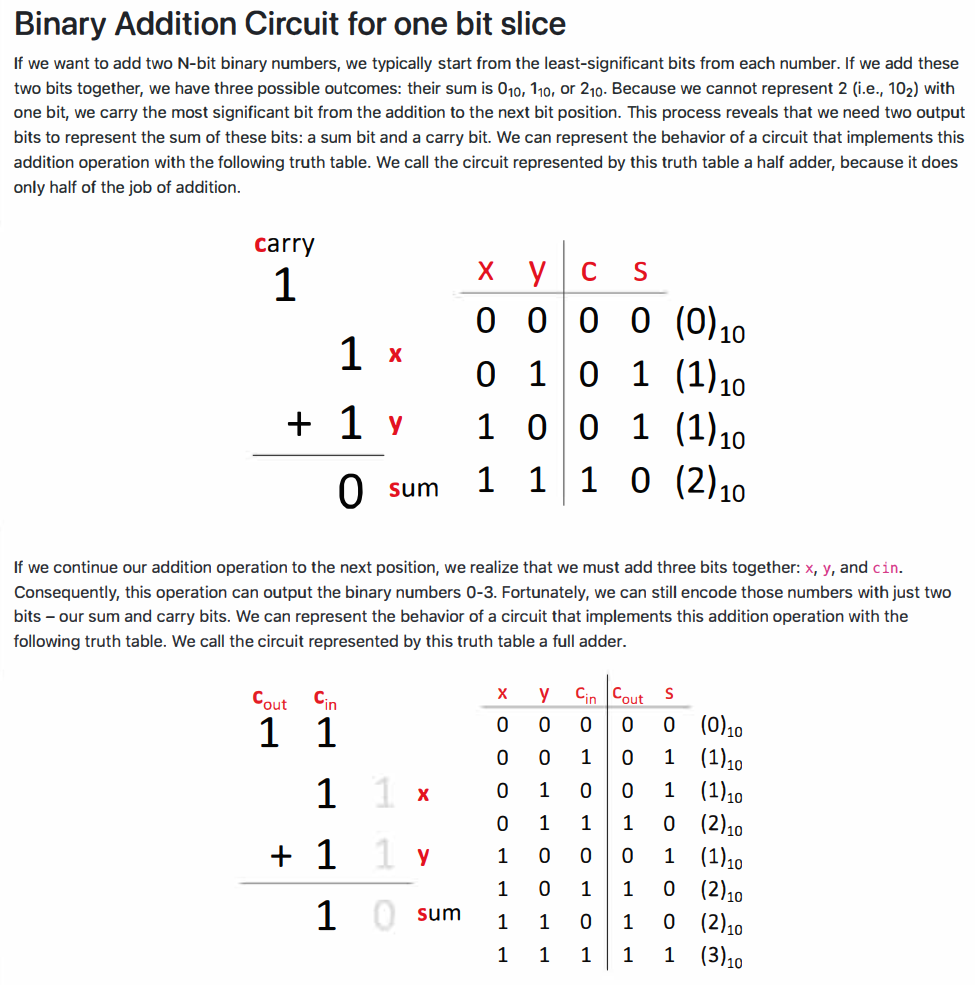 Binary Addition Circuit for one bit slice
If we want to add two N-bit binary numbers, we typically start from the least-significant bits from each number. If we add these
two bits together, we have three possible outcomes: their sum is 0₁₀, 1₁₀, or 2₁₀. Because we cannot represent 2 (i.e., 10₂) with
one bit, we carry the most significant bit from the addition to the next bit position. This process reveals that we need two output
bits to represent the sum of these bits: a sum bit and a carry bit. We can represent the behavior of a circuit that implements this
addition operation with the following truth table. We call the circuit represented by this truth table a half adder, because it does
only half of the job of addition.
carry
1
1 x
+ 1 y
0 sum
x y c s
0 0 0 0 (0)₁₀
0 1 0 1 (1)₁₀
1 0 0 1 (1)₁₀
1 1 1 0 (2)₁₀
If we continue our addition operation to the next position, we realize that we must add three bits together: x, y, and cin.
Consequently, this operation can output the binary numbers 0-3. Fortunately, we can still encode those numbers with just two
bits – our sum and carry bits. We can represent the behavior of a circuit that implements this addition operation with the
following truth table. We call the circuit represented by this truth table a full adder.
Cout Cin
1 1
1 1 x
+ 1 1 y
1 0 sum
x y Cin Cout s
0 0 0 0 0 (0)₁₀
0 0 1 0 1 (1)₁₀
0 1 0 0 1 (1)₁₀
0 1 1 1 0 (2)₁₀
1 0 0 0 1 (1)₁₀
1 0 1 1 0 (2)₁₀
1 1 0 1 0 (2)₁₀
1 1 1 1 1 (3)₁₀